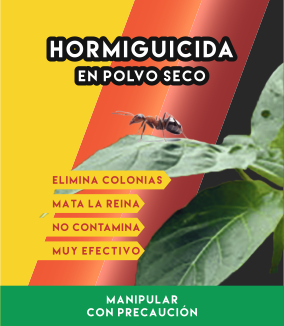 HORMIGUICIDA
EN POLVO SECO
ELIMINA COLONIAS
MATA LA REINA
NO CONTAMINA
MUY EFECTIVO
MANIPULAR
CON PRECAUCIÓN